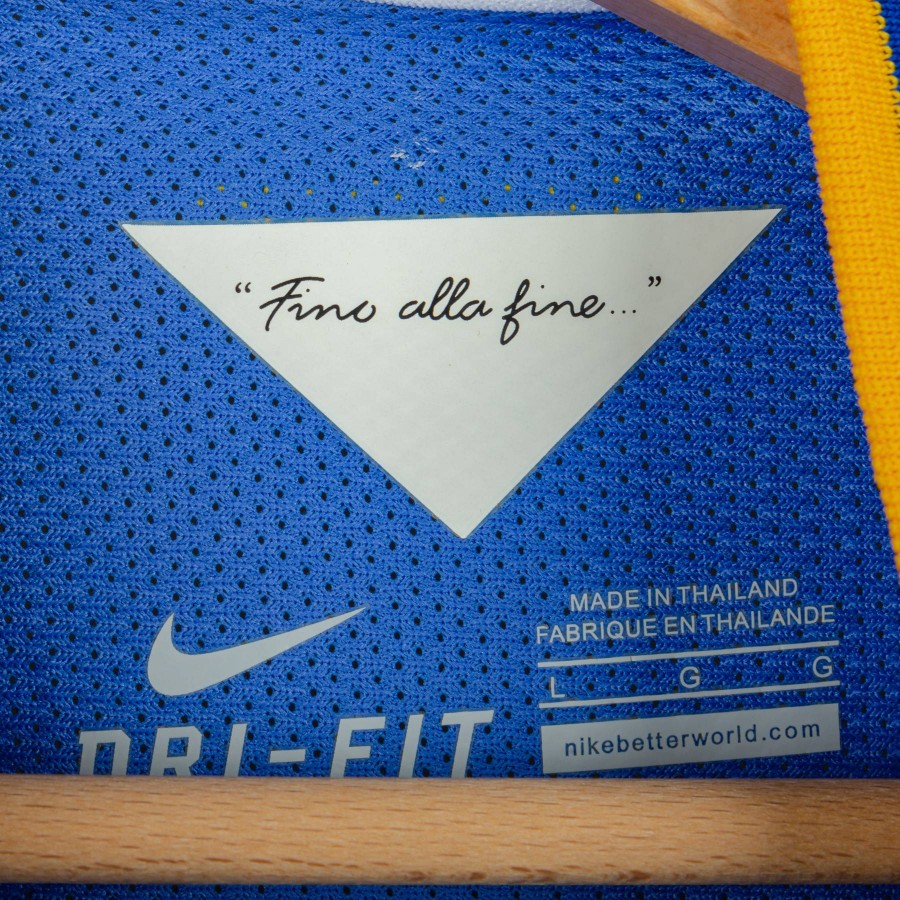 “Fino alla fine...”
MADE IN THAILAND
FABRIQUE EN THAILANDE
L G G
nikebetterworld.com
DRI-FIT